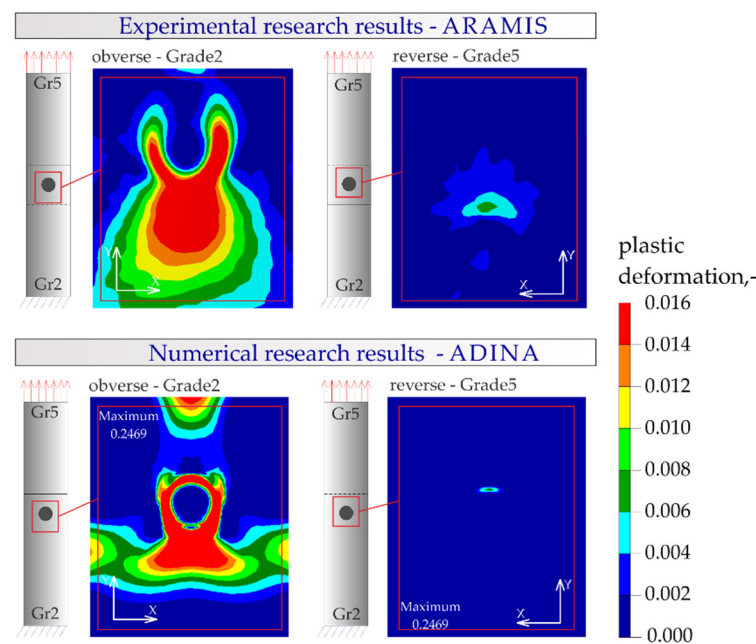 Experimental research results - ARAMIS
obverse - Grade2
reverse - Grade5
Gr5
Gr2
Y
X
Gr5
Gr2
Y
X
plastic
deformation,-
0.016
0.014
0.012
0.010
0.008
0.006
0.004
0.002
0.000
Numerical research results - ADINA
obverse - Grade2
reverse - Grade5
Gr5
Gr2
Maximum
0.2469
Y
X
Gr5
Gr2
Maximum
0.2469
Y
X